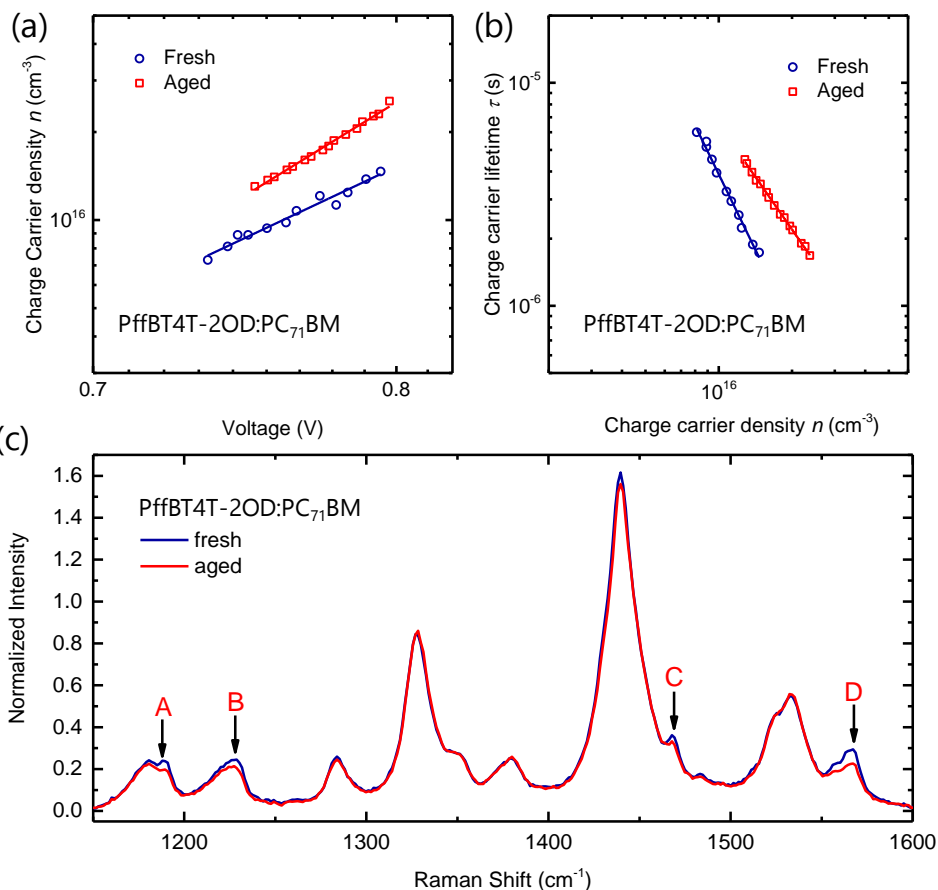 (a)
Fresh
Aged
Charge Carrier density n (cm⁻³)
10¹⁶
PffBT4T-2OD:PC₇₁BM
0.7
0.8
Voltage (V)
(b)
Fresh
Aged
Charge carrier lifetime τ (s)
10⁻⁵
10⁻⁶
PffBT4T-2OD:PC₇₁BM
10¹⁶
Charge carrier density n (cm⁻³)
(c)
PffBT4T-2OD:PC₇₁BM
fresh
aged
Normalized Intensity
1.6
1.4
1.2
1.0
0.8
0.6
0.4
0.2
0.0
A
B
C
D
1200
1300
1400
1500
1600
Raman Shift (cm⁻¹)